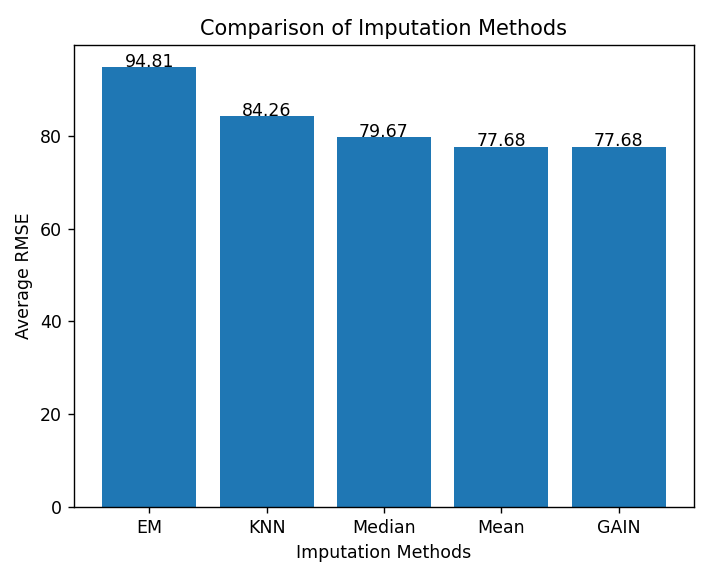 Comparison of Imputation Methods
94.81
84.26
79.67
77.68
77.68
80
60
40
20
0
Average RMSE
EM KNN Median Mean GAIN
Imputation Methods